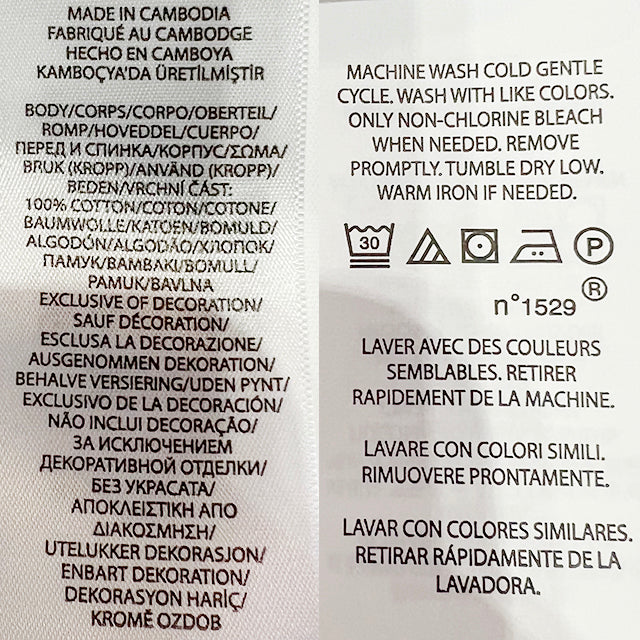 MADE IN CAMBODIA
FABRIQUÉ AU CAMBODGE
HECHO EN CAMBOYA
KAMBOÇYA'DA ÜRETİLMİŞTİR
BODY/CORPS/CORPO/OBERTEIL/
ROMP/HOVEDDEL/CUERPO/
ПЕРЕД И СПИНКА/КОРПУС/ΣΩΜΑ/
BRUK (KROPP)/ANVÄND (KROPP)/
BEDEN/VRCHNÍ ČÁST:
100% COTTON/COTON/COTONE/
BAUMWOLLE/KATOEN/BOMULD/
ALGODÓN/ALGODÃO/ХЛОПОК/
ПАМУК/ΒΑΜΒΑΚΙ/BOMULL/
PAMUK/BAVLNA
EXCLUSIVE OF DECORATION/
SAUF DÉCORATION/
ESCLUSA LA DECORAZIONE/
AUSGENOMMEN DEKORATION/
BEHALVE VERSIERING/UDEN PYNT/
EXCLUSIVO DE LA DECORACIÓN/
NÃO INCLUI DECORAÇÃO/
ЗА ИСКЛЮЧЕНИЕМ
ДЕКОРАТИВНОЙ ОТДЕЛКИ/
БЕЗ УКРАСАТА/
ΑΠΟΚΛΕΙΣΤΙΚΗ ΑΠΟ
ΔΙΑΚΟΣΜΗΣΗ/
UTELUKKER DEKORASJON/
ENBART DEKORATION/
DEKORASYON HARİÇ/
KROMĚ OZDOB
MACHINE WASH COLD GENTLE
CYCLE. WASH WITH LIKE COLORS.
ONLY NON-CHLORINE BLEACH
WHEN NEEDED. REMOVE
PROMPTLY. TUMBLE DRY LOW.
WARM IRON IF NEEDED.
30 P
n°1529 ®
LAVER AVEC DES COULEURS
SEMBLABLES. RETIRER
RAPIDEMENT DE LA MACHINE.
LAVARE CON COLORI SIMILI.
RIMUOVERE PRONTAMENTE.
LAVAR CON COLORES SIMILARES.
RETIRAR RÁPIDAMENTE DE LA
LAVADORA.